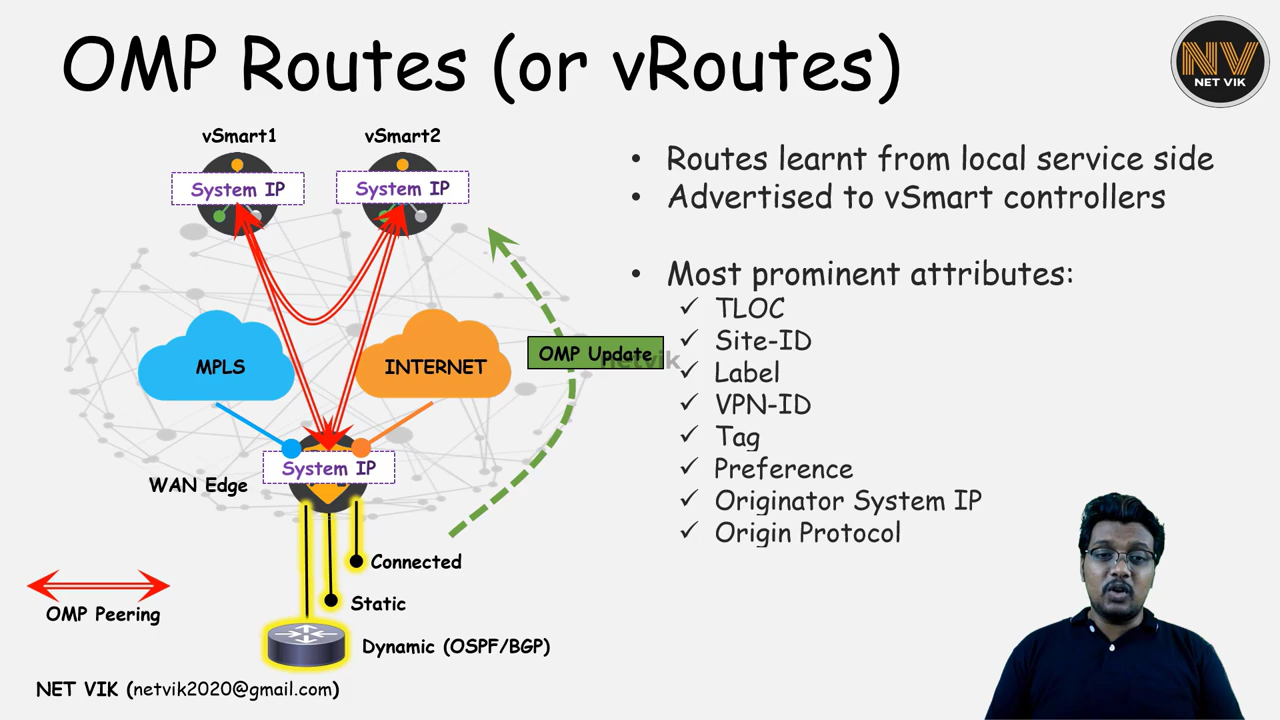 OMP Routes (or vRoutes)
NV
NET VIK
vSmart1
vSmart2
System IP
System IP
MPLS
INTERNET
OMP Update
netvik
System IP
WAN Edge
Connected
Static
Dynamic (OSPF/BGP)
OMP Peering
NET VIK (netvik2020@gmail.com)
• Routes learnt from local service side
• Advertised to vSmart controllers
• Most prominent attributes:
✓ TLOC
✓ Site-ID
✓ Label
✓ VPN-ID
✓ Tag
✓ Preference
✓ Originator System IP
✓ Origin Protocol